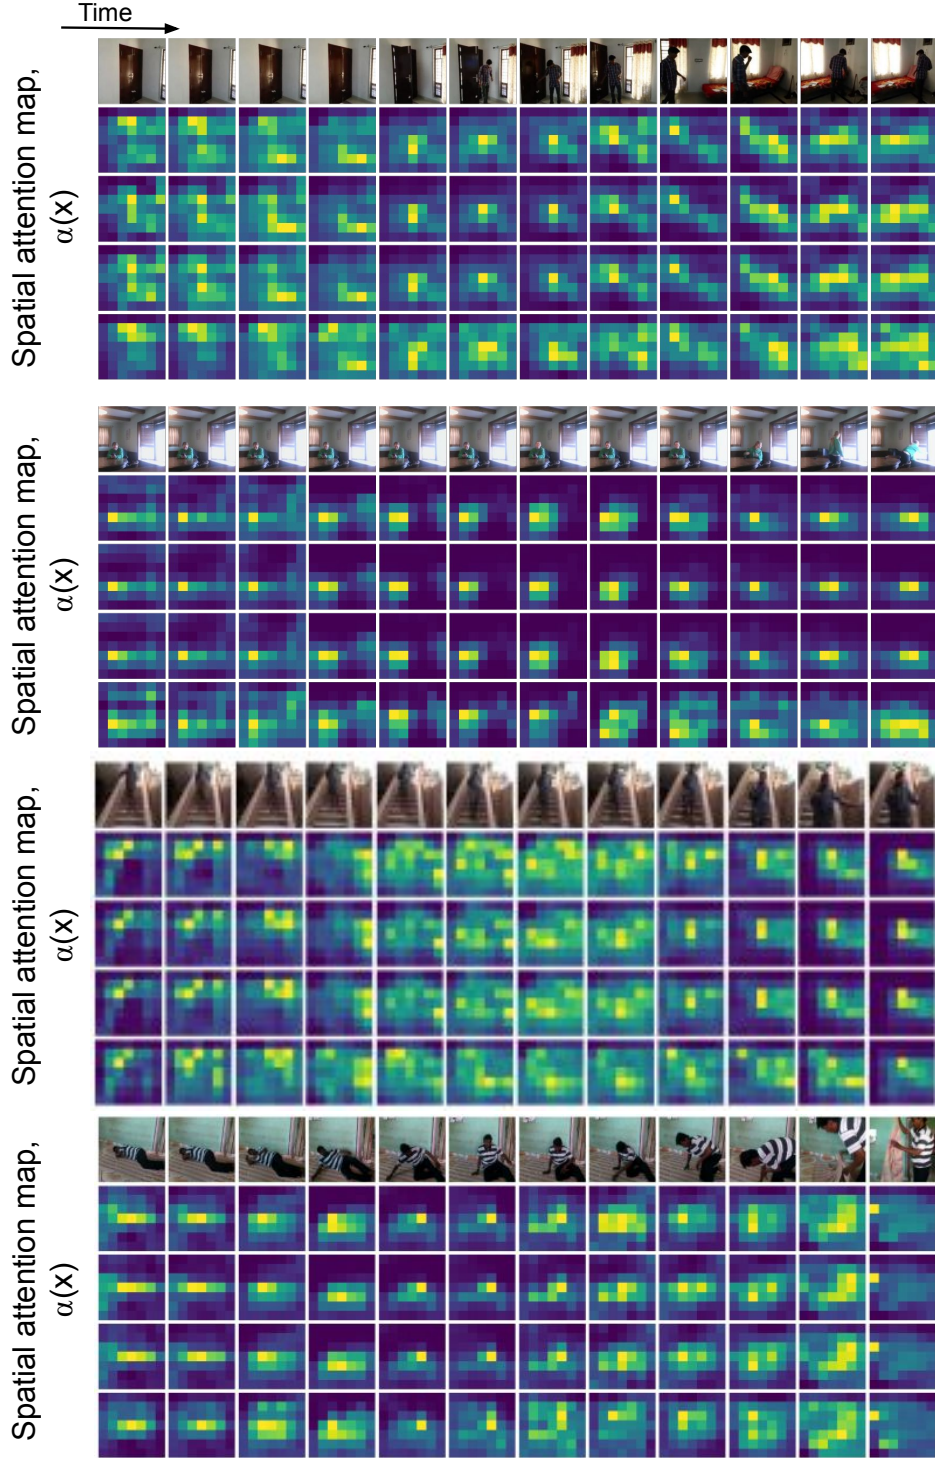 Time
Spatial attention map,
α(x)
Spatial attention map,
α(x)
Spatial attention map,
α(x)
Spatial attention map,
α(x)